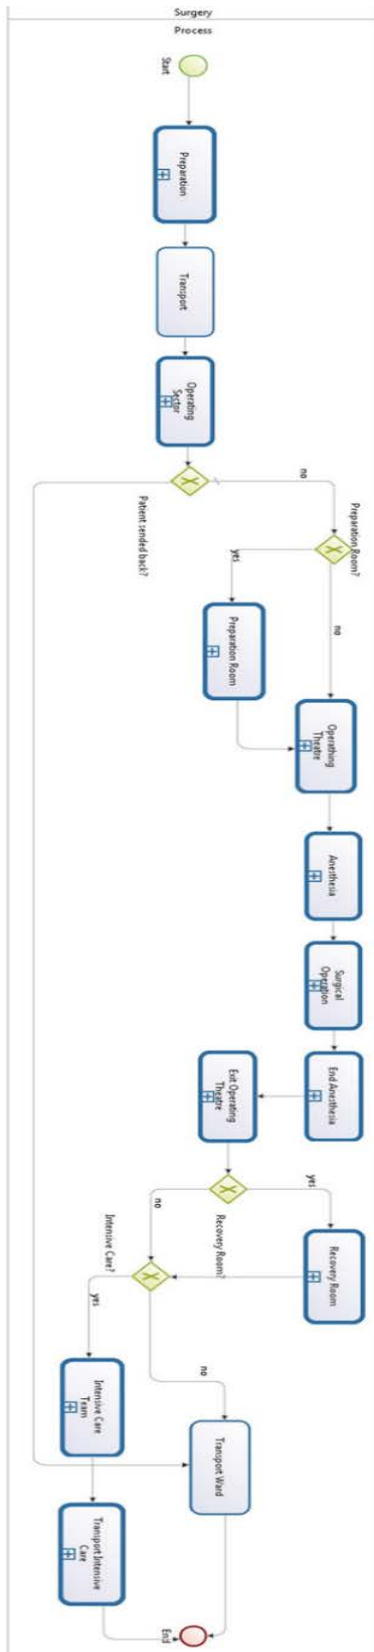 Surgery
Process
Start
Preparation
Transport
Operating
Sector
Patient sended back?
no
Preparation Room?
yes
no
Preparation Room
Operathing
Theatre
Anesthesia
Surgical
Operation
End Anesthesia
Exit Operating
Theatre
Recovery Room?
yes
no
Recovery Room
Intensive Care?
yes
no
Intensive Care
Team
Transport Ward
Transport Intensive
Care
End